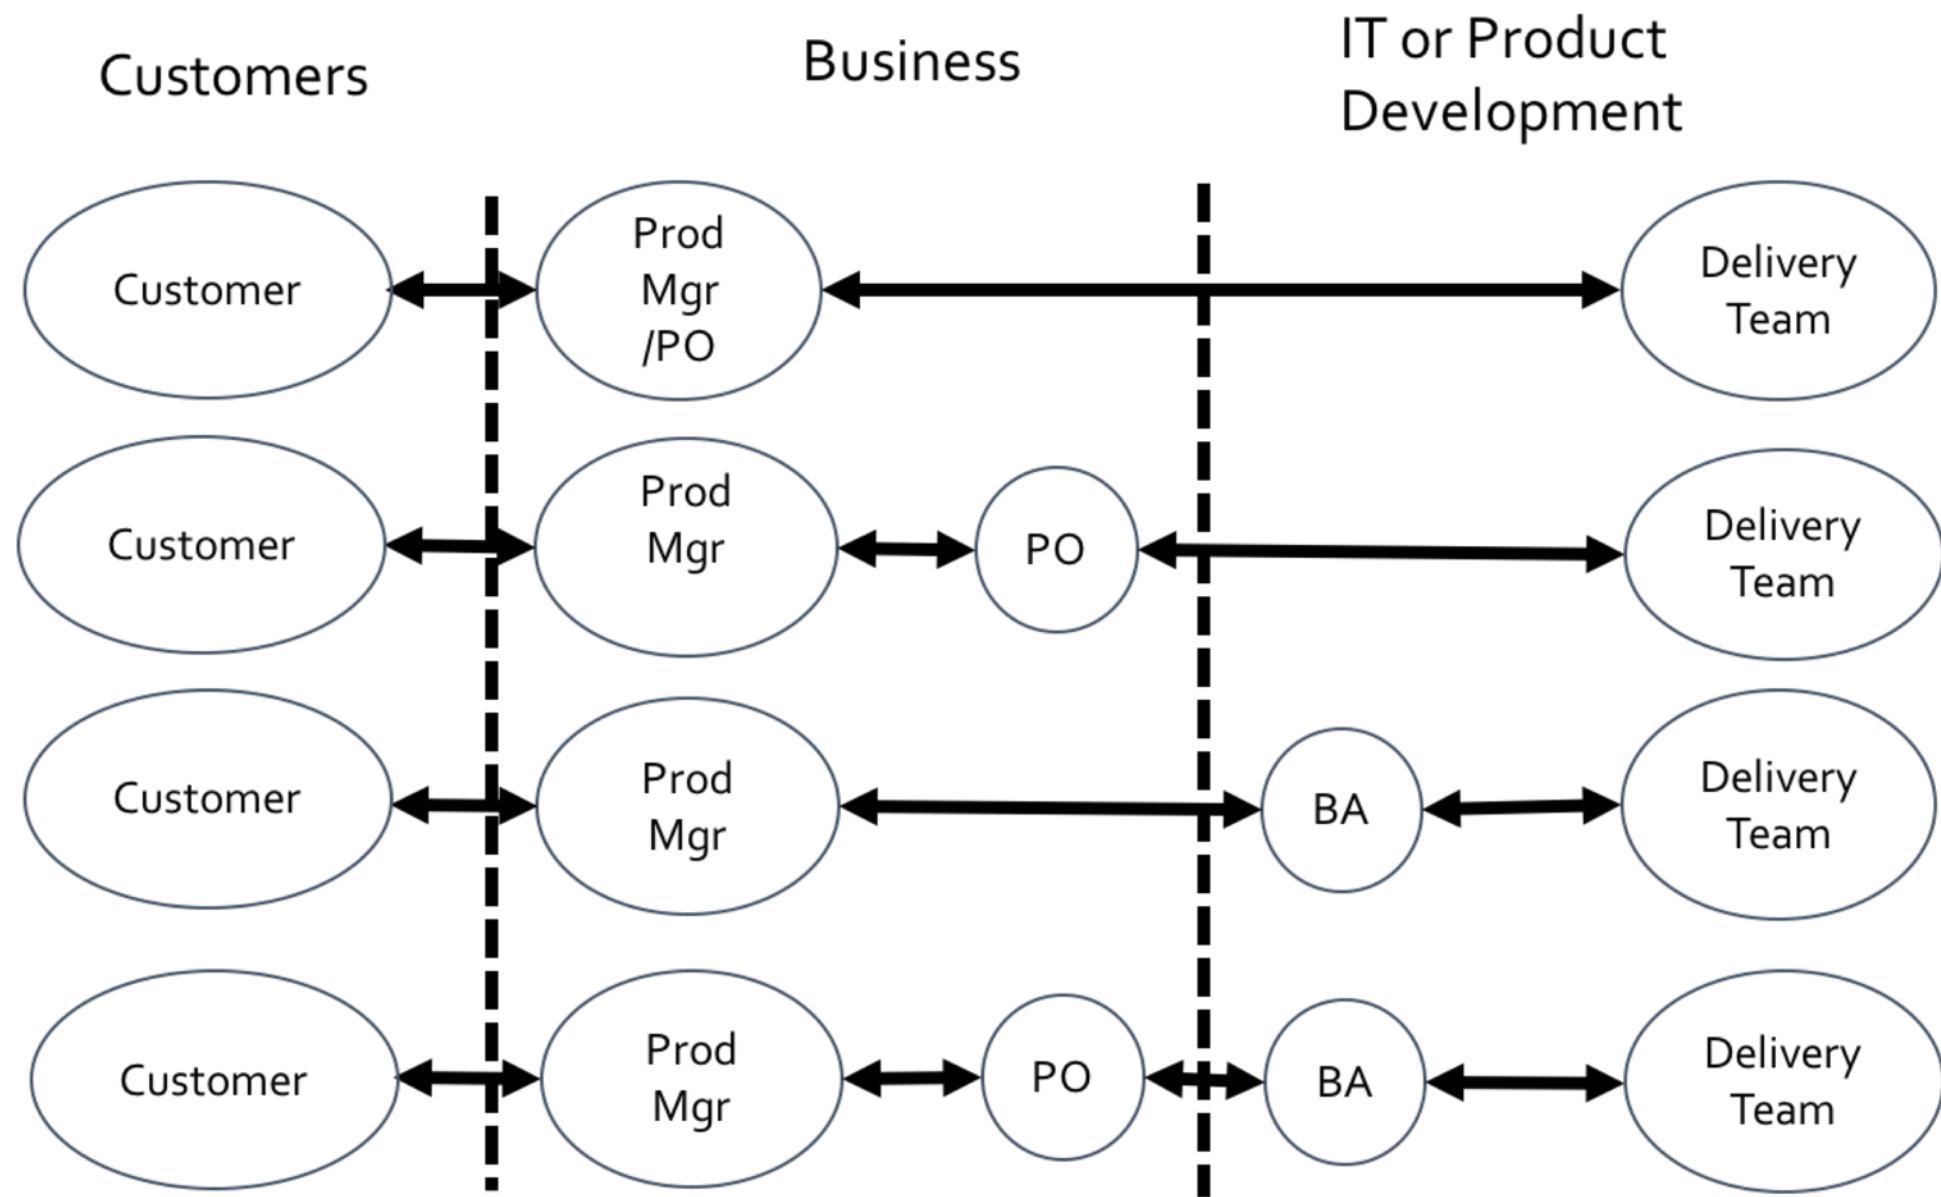 Customers
Business
IT or Product
Development
Customer
Prod
Mgr
/PO
Delivery
Team
Customer
Prod
Mgr
PO
Delivery
Team
Customer
Prod
Mgr
BA
Delivery
Team
Customer
Prod
Mgr
PO
BA
Delivery
Team